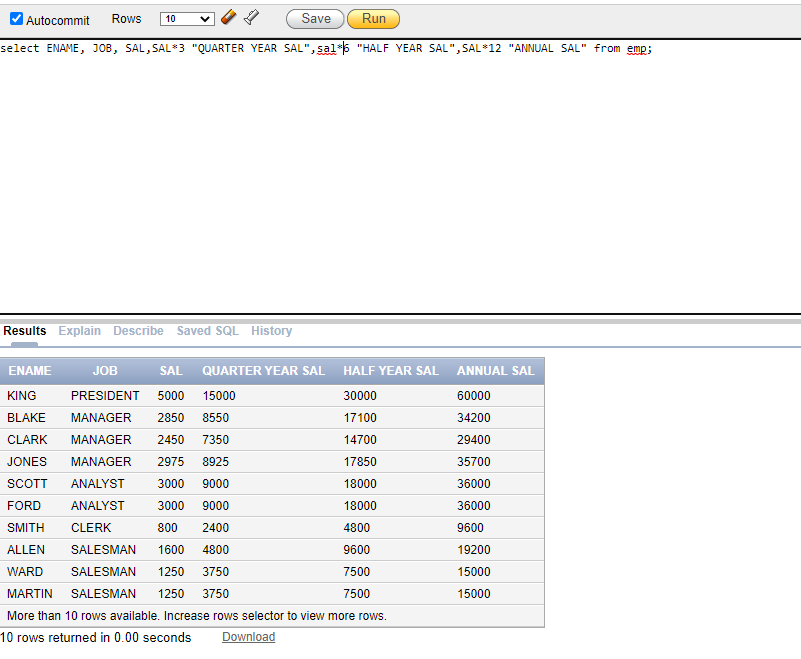 Autocommit Rows 10 Save Run
select ENAME, JOB, SAL,SAL*3 "QUARTER YEAR SAL",sal*6 "HALF YEAR SAL",SAL*12 "ANNUAL SAL" from emp;
Results Explain Describe Saved SQL History
ENAME JOB SAL QUARTER YEAR SAL HALF YEAR SAL ANNUAL SAL
KING PRESIDENT 5000 15000 30000 60000
BLAKE MANAGER 2850 8550 17100 34200
CLARK MANAGER 2450 7350 14700 29400
JONES MANAGER 2975 8925 17850 35700
SCOTT ANALYST 3000 9000 18000 36000
FORD ANALYST 3000 9000 18000 36000
SMITH CLERK 800 2400 4800 9600
ALLEN SALESMAN 1600 4800 9600 19200
WARD SALESMAN 1250 3750 7500 15000
MARTIN SALESMAN 1250 3750 7500 15000
More than 10 rows available. Increase rows selector to view more rows.
10 rows returned in 0.00 seconds Download